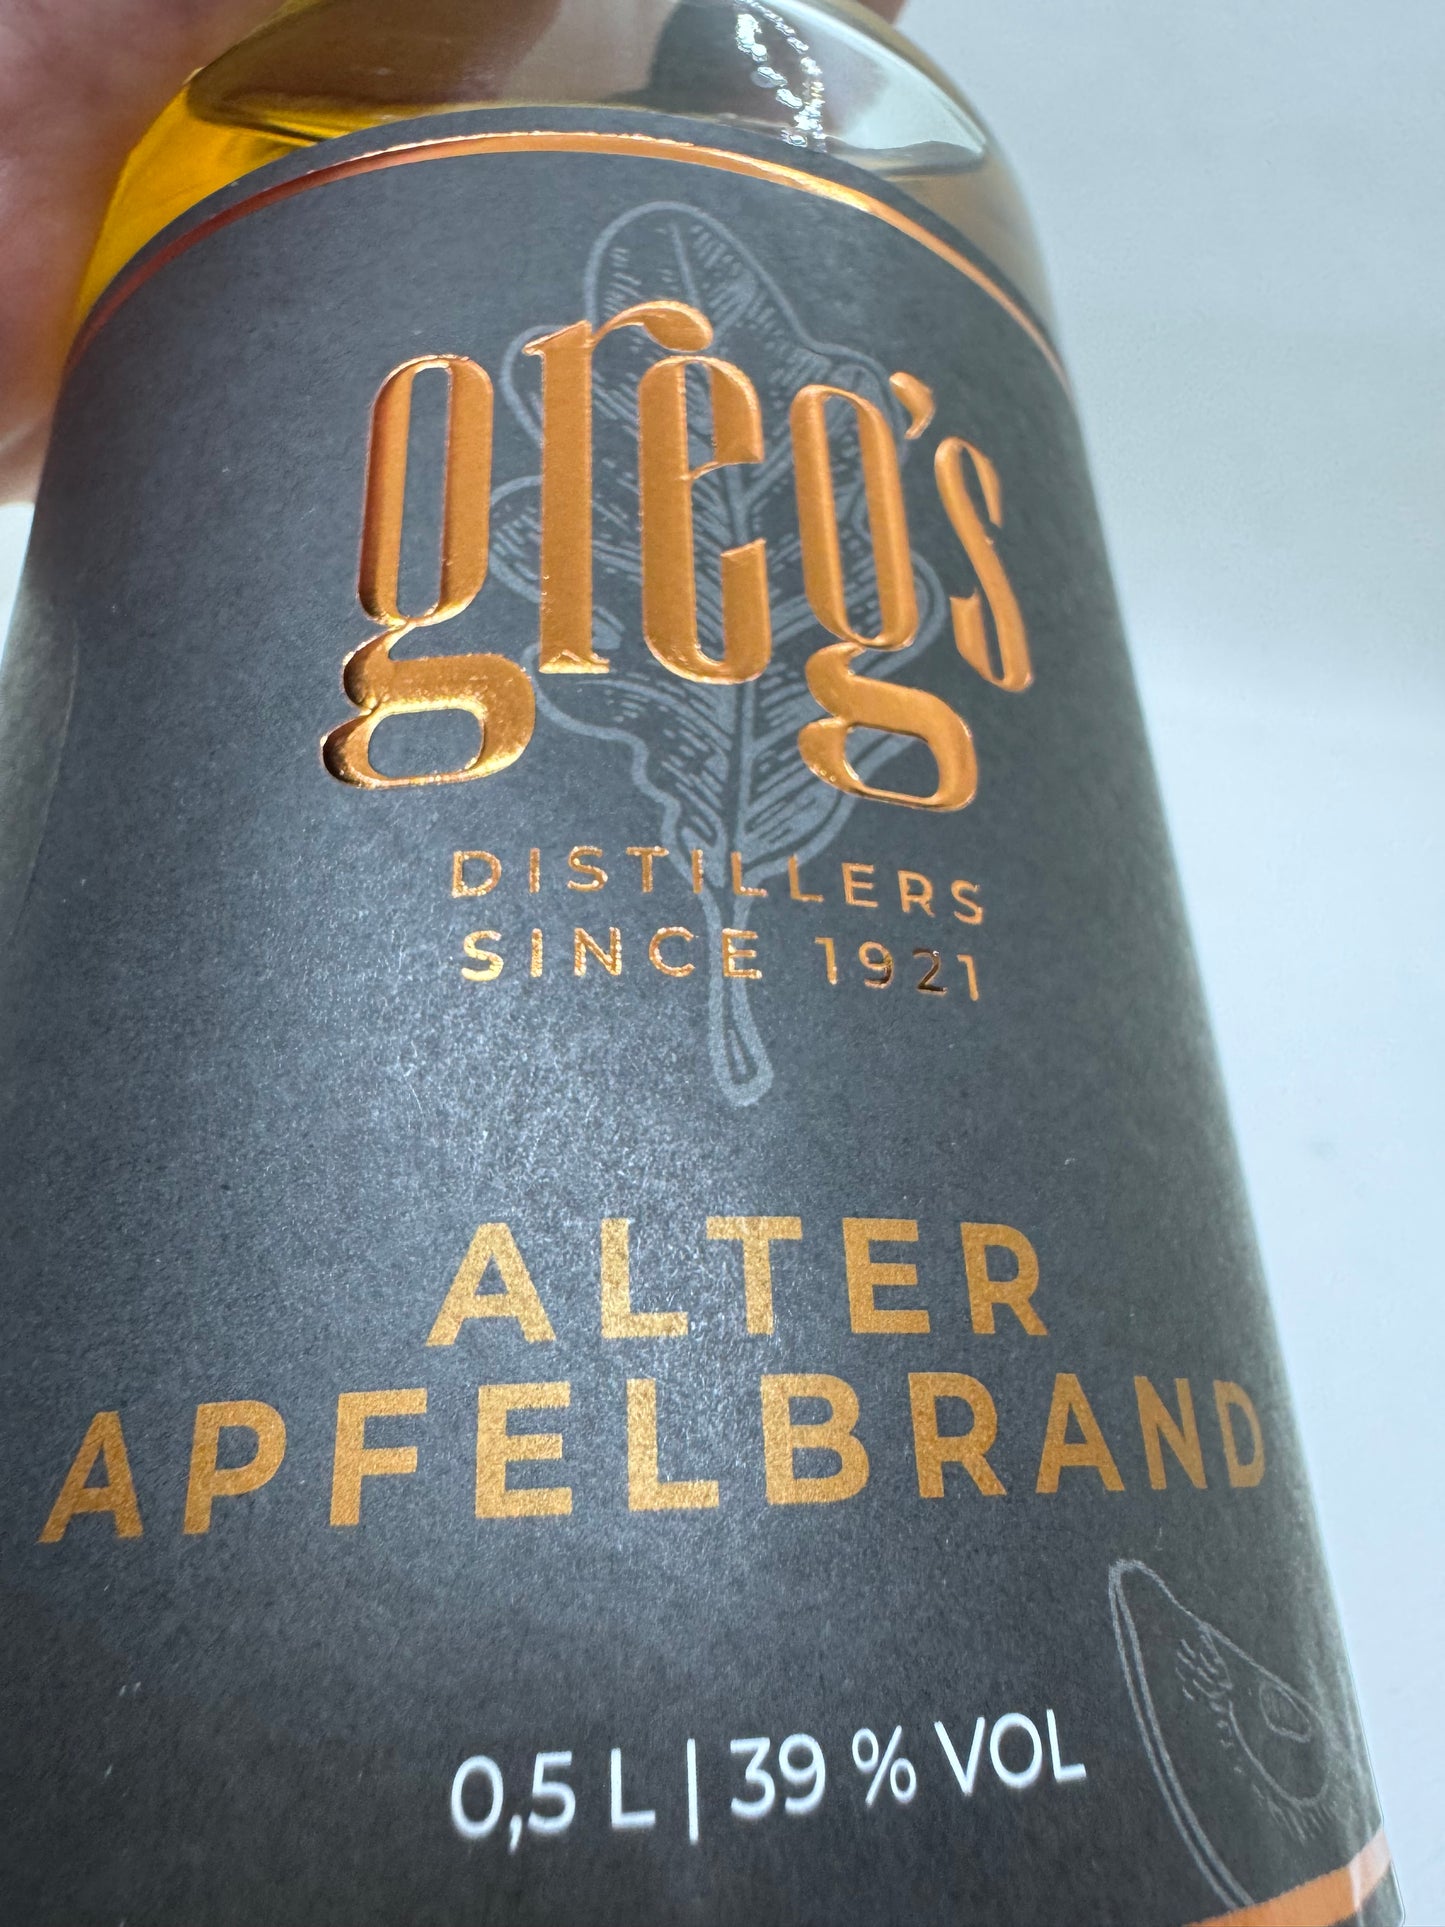 greg's
DISTILLERS
SINCE 1921
ALTER
APFELBRAND
0,5 L | 39 % VOL